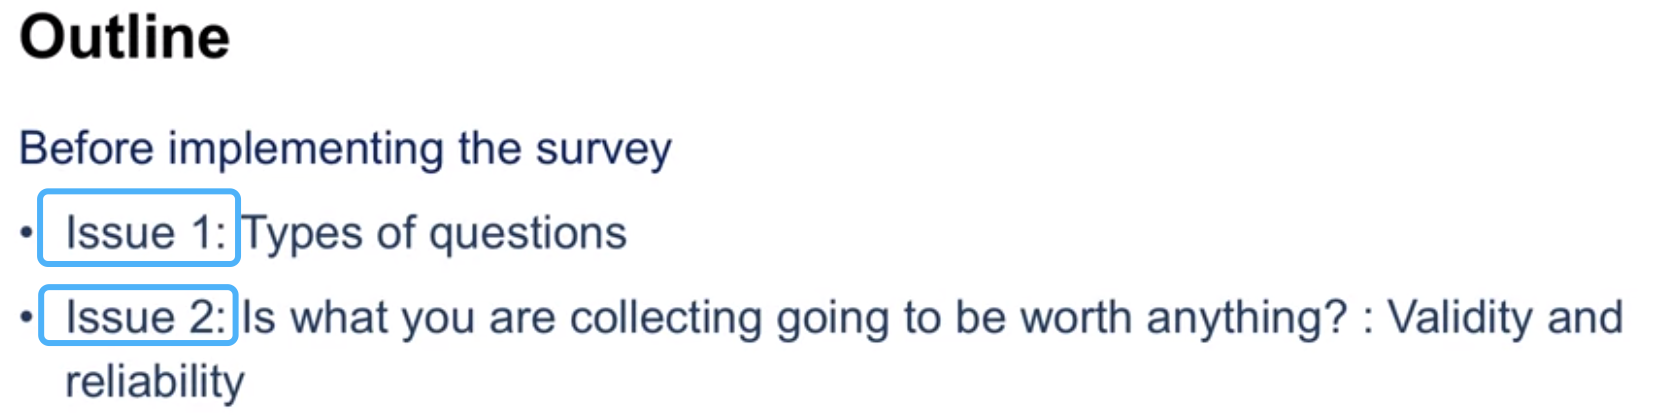 Outline
Before implementing the survey
• Issue 1: Types of questions
• Issue 2: Is what you are collecting going to be worth anything? : Validity and
reliability